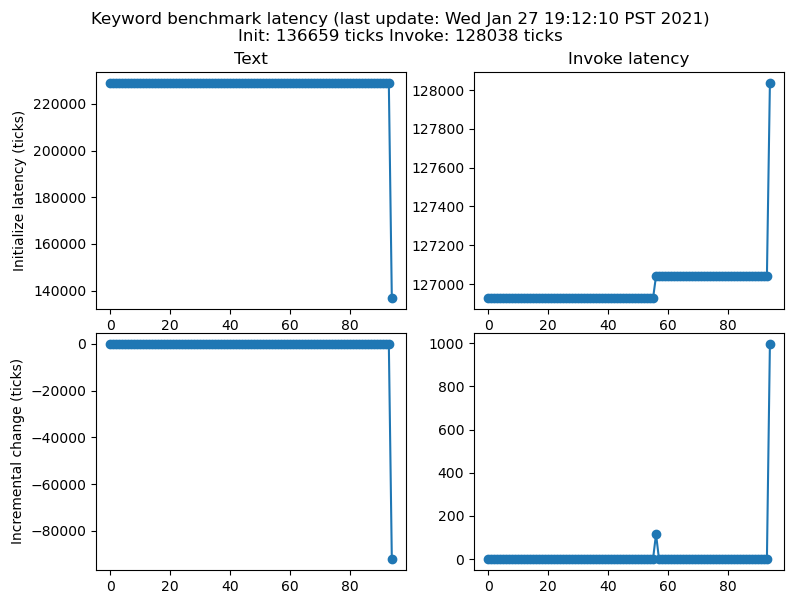 Keyword benchmark latency (last update: Wed Jan 27 19:12:10 PST 2021)
Init: 136659 ticks Invoke: 128038 ticks
Text
Initialize latency (ticks)
220000
200000
180000
160000
140000
0 20 40 60 80
Invoke latency
128000
127800
127600
127400
127200
127000
0 20 40 60 80
Incremental change (ticks)
0
−20000
−40000
−60000
−80000
0 20 40 60 80
1000
800
600
400
200
0
0 20 40 60 80